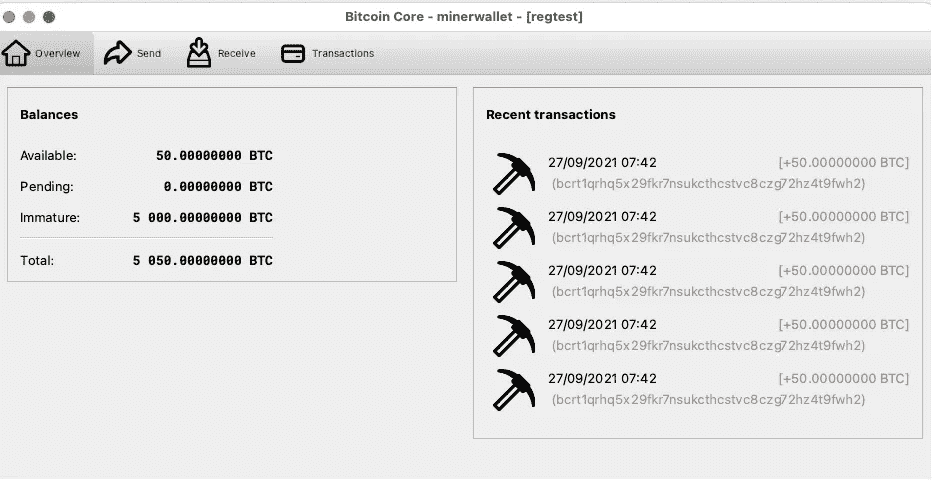 Bitcoin Core - minerwallet - [regtest]
Overview Send Receive Transactions
Balances
Available: 50.00000000 BTC
Pending: 0.00000000 BTC
Immature: 5 000.00000000 BTC
Total: 5 050.00000000 BTC
Recent transactions
27/09/2021 07:42 [+50.00000000 BTC]
(bcrt1qrhq5x29fkr7nsukcthcstvc8czg72hz4t9fwh2)
27/09/2021 07:42 [+50.00000000 BTC]
(bcrt1qrhq5x29fkr7nsukcthcstvc8czg72hz4t9fwh2)
27/09/2021 07:42 [+50.00000000 BTC]
(bcrt1qrhq5x29fkr7nsukcthcstvc8czg72hz4t9fwh2)
27/09/2021 07:42 [+50.00000000 BTC]
(bcrt1qrhq5x29fkr7nsukcthcstvc8czg72hz4t9fwh2)
27/09/2021 07:42 [+50.00000000 BTC]
(bcrt1qrhq5x29fkr7nsukcthcstvc8czg72hz4t9fwh2)